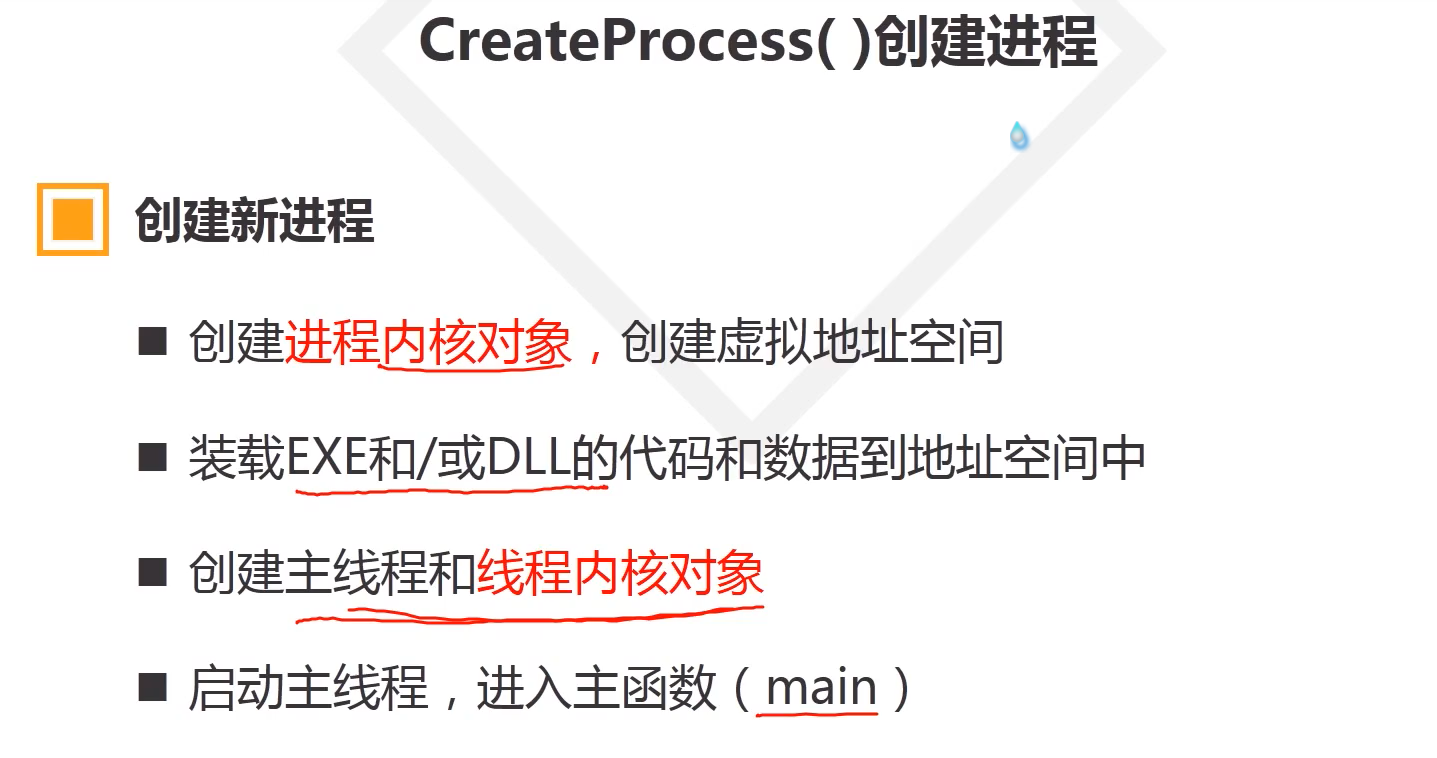 CreateProcess( )创建进程
创建新进程
创建进程内核对象，创建虚拟地址空间
装载EXE和/或DLL的代码和数据到地址空间中
创建主线程和线程内核对象
启动主线程，进入主函数（main）